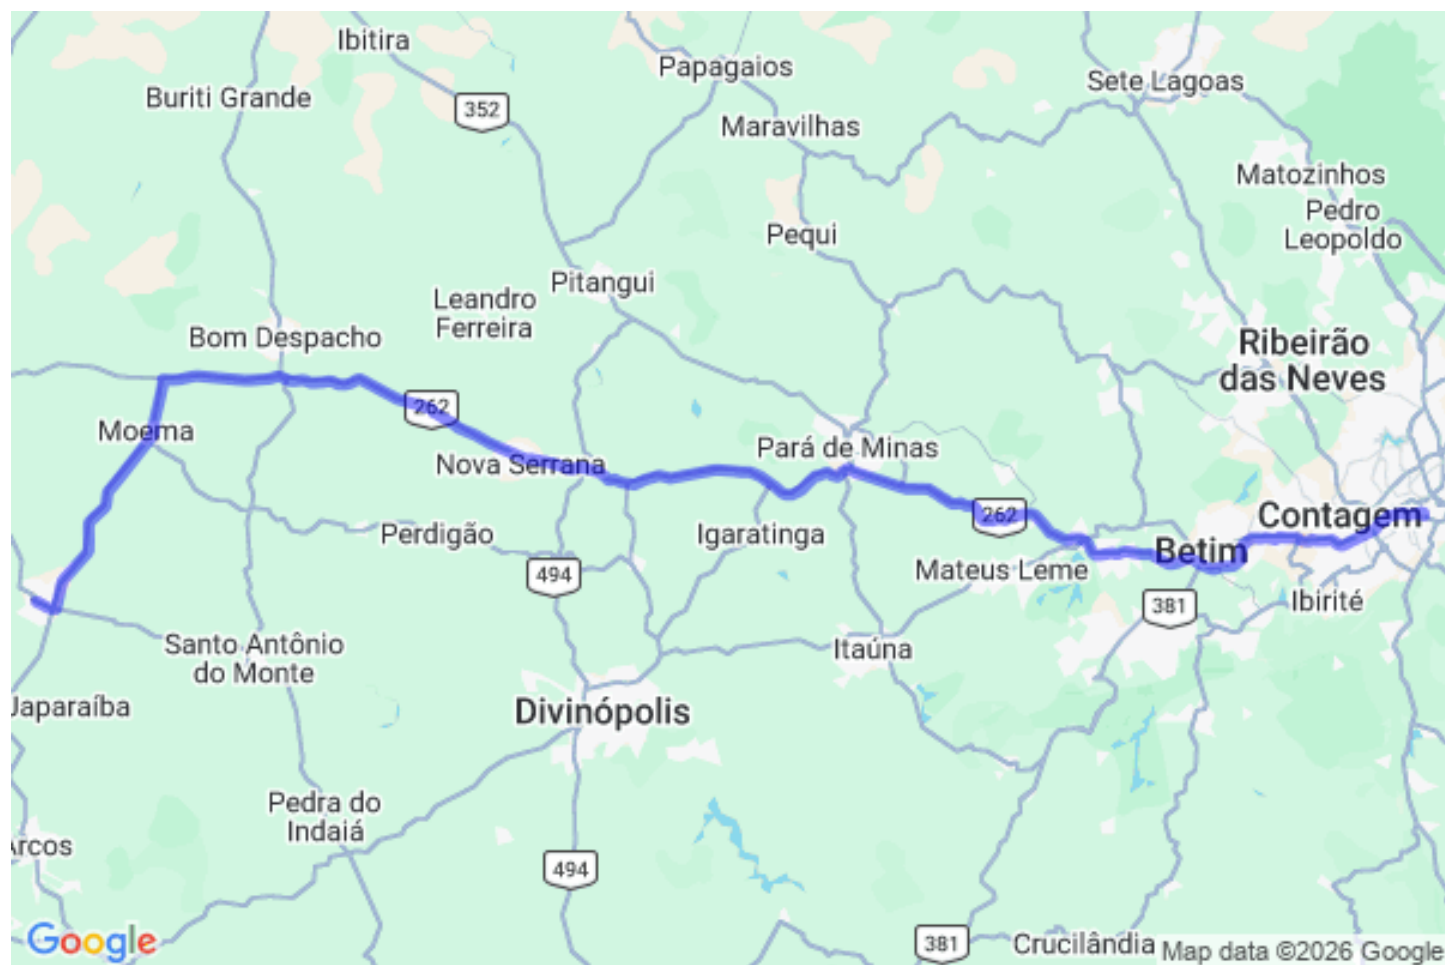 Ibitira
Papagaios
Sete Lagoas
Buriti Grande
352
Maravilhas
Matozinhos
Pedro
Leopoldo
Pequi
Pitangui
Leandro
Ferreira
Bom Despacho
Ribeirão
das Neves
262
Moema
Nova Serrana
Pará de Minas
262
Contagem
Perdigão
Igaratinga
Betim
Mateus Leme
494
381
Ibirité
Santo Antônio
do Monte
Itaúna
Japaraíba
Divinópolis
Pedra do
Indaiá
Arcos
494
Google
381
Crucilândia
Map data ©2026 Google